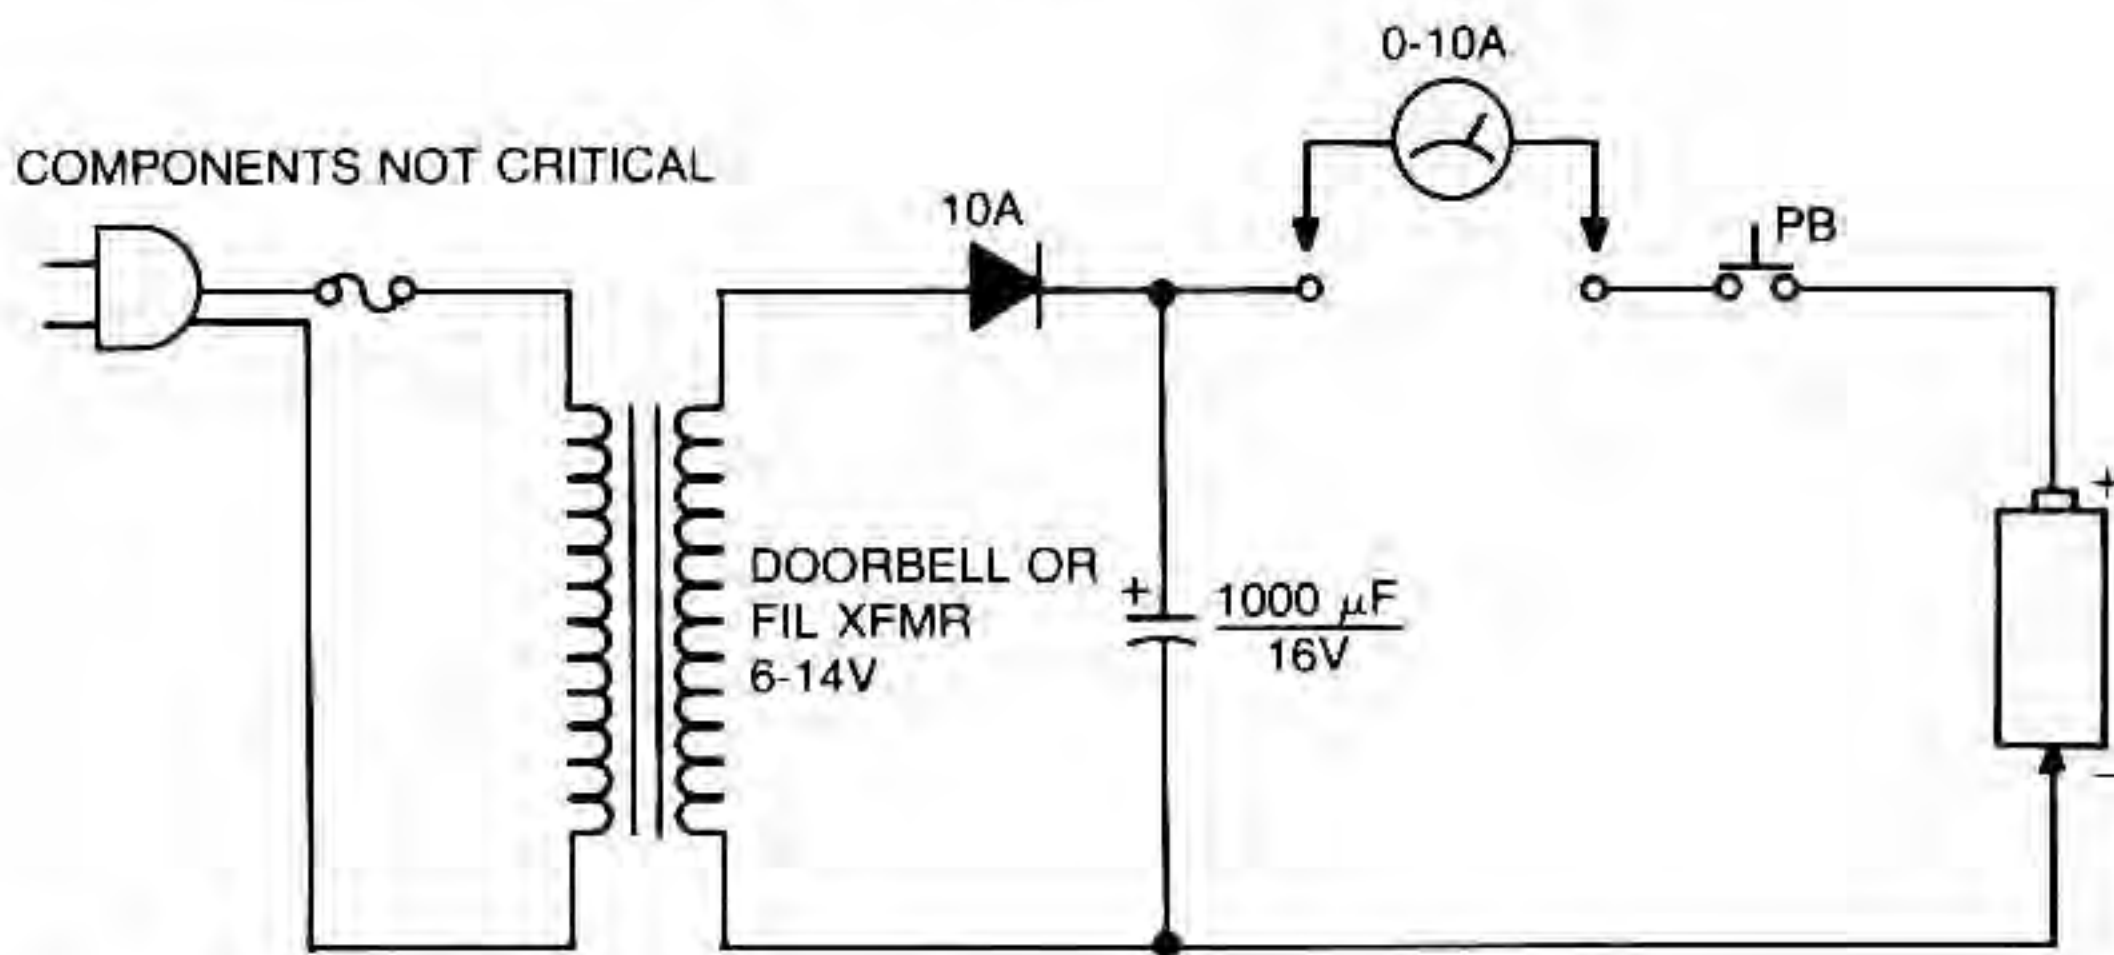 0-10A
COMPONENTS NOT CRITICAL
10A
PB
DOORBELL OR
FIL XFMR
6-14V
+
1000 μF
16V
+
−